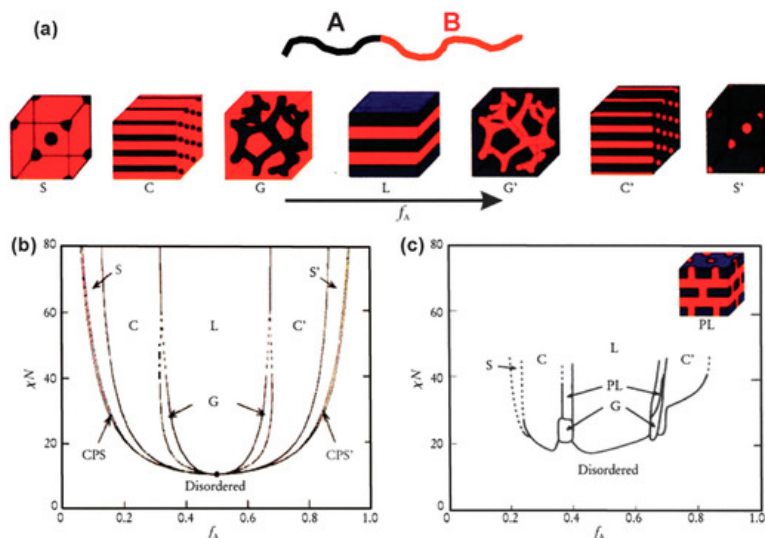 (a)
A B
S C G L G' C' S'
fA
(b)
80
60
40
20
0
χN
0 0.2 0.4 0.6 0.8 1.0
fA
S
S'
C
L
C'
G
CPS
CPS'
Disordered
(c)
80
60
40
20
0
χN
0 0.2 0.4 0.6 0.8 1.0
fA
PL
S
C
L
C'
PL
G
Disordered